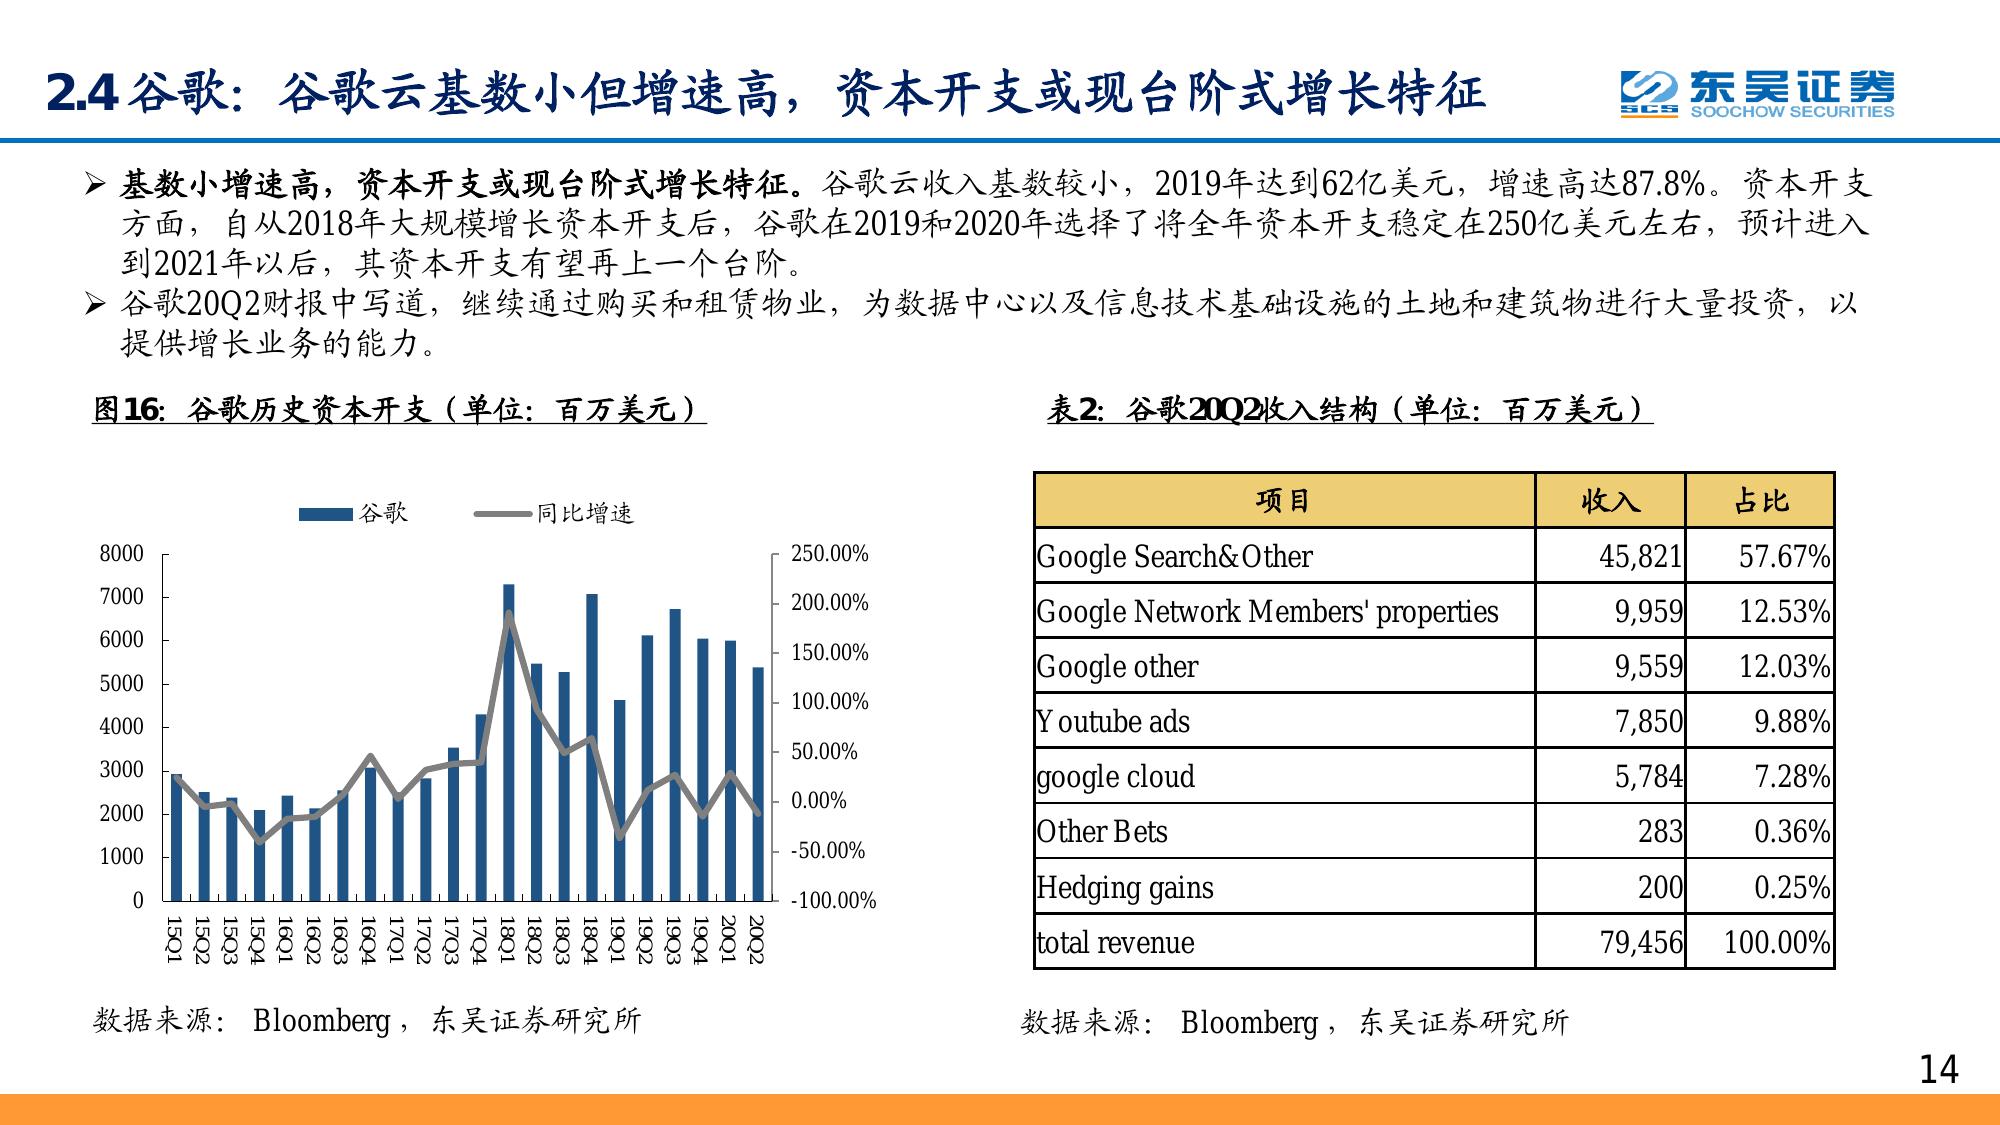 2.4谷歌：谷歌云基数小但增速高，资本开支或现台阶式增长特征
SCS 东吴证券
SOOCHOW SECURITIES
➢ 基数小增速高，资本开支或现台阶式增长特征。谷歌云收入基数较小，2019年达到62亿美元，增速高达87.8%。资本开支
方面，自从2018年大规模增长资本开支后，谷歌在2019和2020年选择了将全年资本开支稳定在250亿美元左右，预计进入
到2021年以后，其资本开支有望再上一个台阶。
➢ 谷歌20Q2财报中写道，继续通过购买和租赁物业，为数据中心以及信息技术基础设施的土地和建筑物进行大量投资，以
提供增长业务的能力。
图16：谷歌历史资本开支（单位：百万美元）
谷歌 同比增速
8000 250.00%
7000 200.00%
6000 150.00%
5000 100.00%
4000 50.00%
3000 0.00%
2000 -50.00%
1000 -100.00%
0
15Q1 15Q2 15Q3 15Q4 16Q1 16Q2 16Q3 16Q4 17Q1 17Q2 17Q3 17Q4 18Q1 18Q2 18Q3 18Q4 19Q1 19Q2 19Q3 19Q4 20Q1 20Q2
数据来源： Bloomberg ，东吴证券研究所
表2：谷歌20Q2收入结构（单位：百万美元）
项目 收入 占比
Google Search&Other 45,821 57.67%
Google Network Members' properties 9,959 12.53%
Google other 9,559 12.03%
Youtube ads 7,850 9.88%
google cloud 5,784 7.28%
Other Bets 283 0.36%
Hedging gains 200 0.25%
total revenue 79,456 100.00%
数据来源： Bloomberg ，东吴证券研究所
14